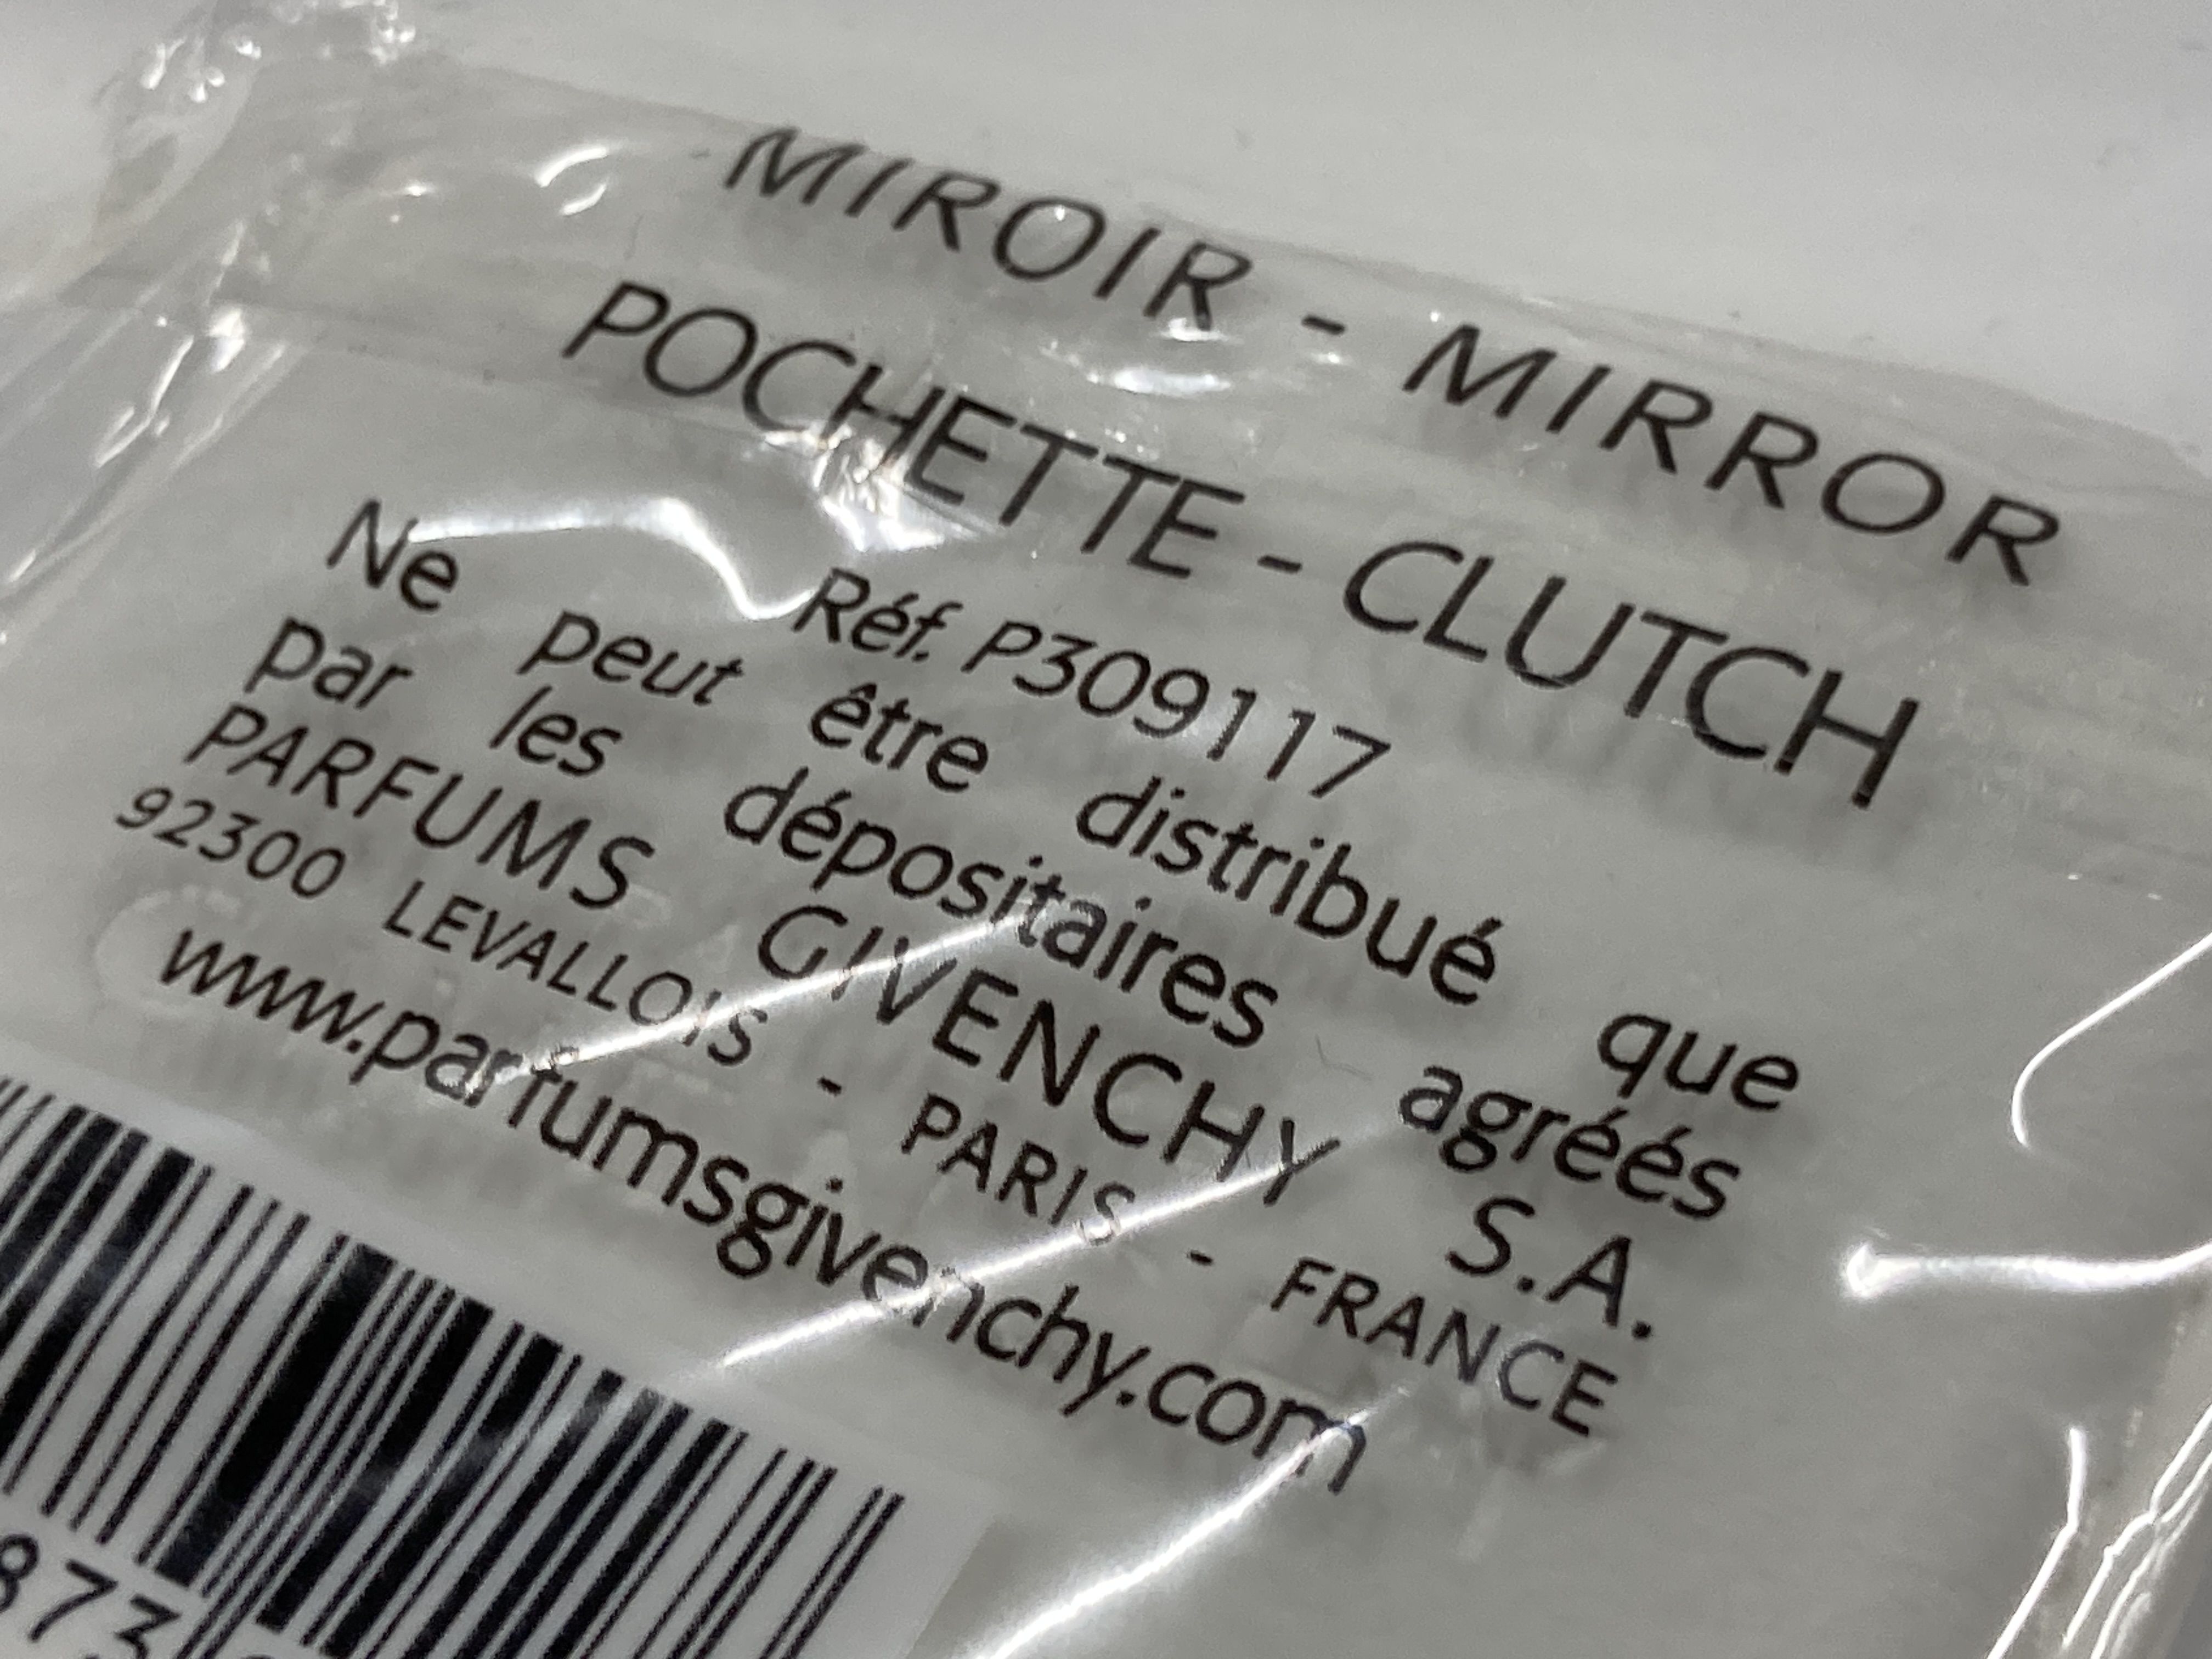 MIROIR - MIRROR
POCHETTE - CLUTCH
Réf. P309117
Ne peut être distribué que
par les dépositaires agréés
PARFUMS GIVENCHY S.A.
92300 LEVALLOIS - PARIS - FRANCE
www.parfumsgivenchy.com
873